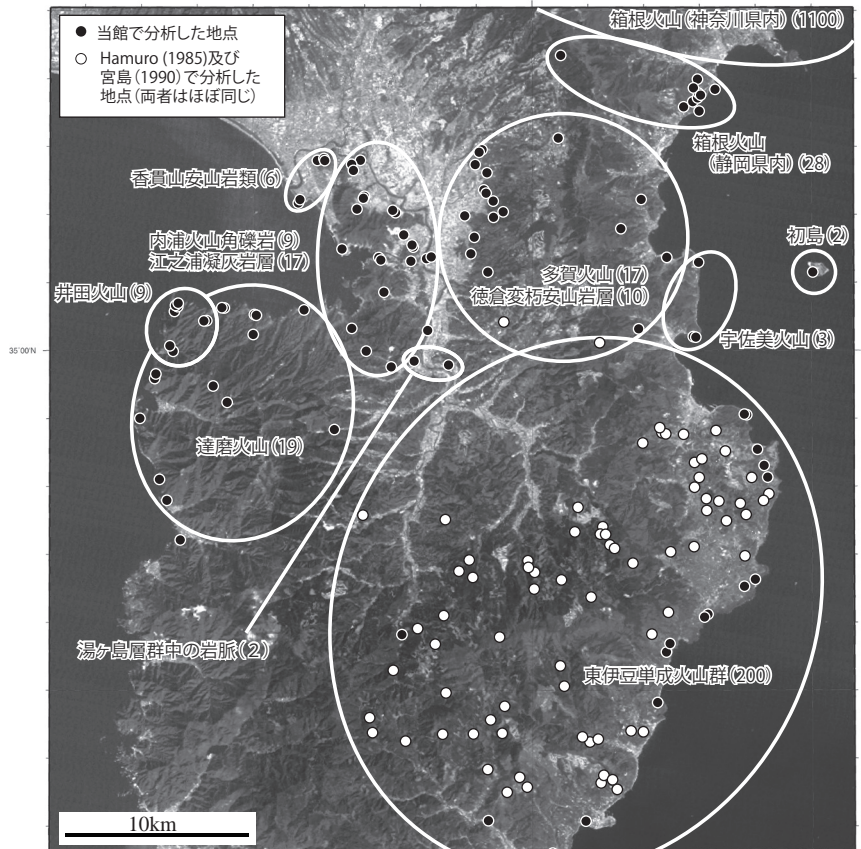 ● 当館で分析した地点
○ Hamuro (1985)及び
宮島(1990)で分析した
地点(両者はほぼ同じ)
箱根火山(神奈川県内)(1100)
箱根火山
(静岡県内)(28)
香貫山安山岩類(6)
初島(2)
内浦火山角礫岩(9)
江之浦凝灰岩層(17)
多賀火山(17)
徳倉変朽安山岩層(10)
井田火山(9)
宇佐美火山(3)
35°00'N
達磨火山(19)
湯ヶ島層群中の岩脈(2)
東伊豆単成火山群(200)
10km